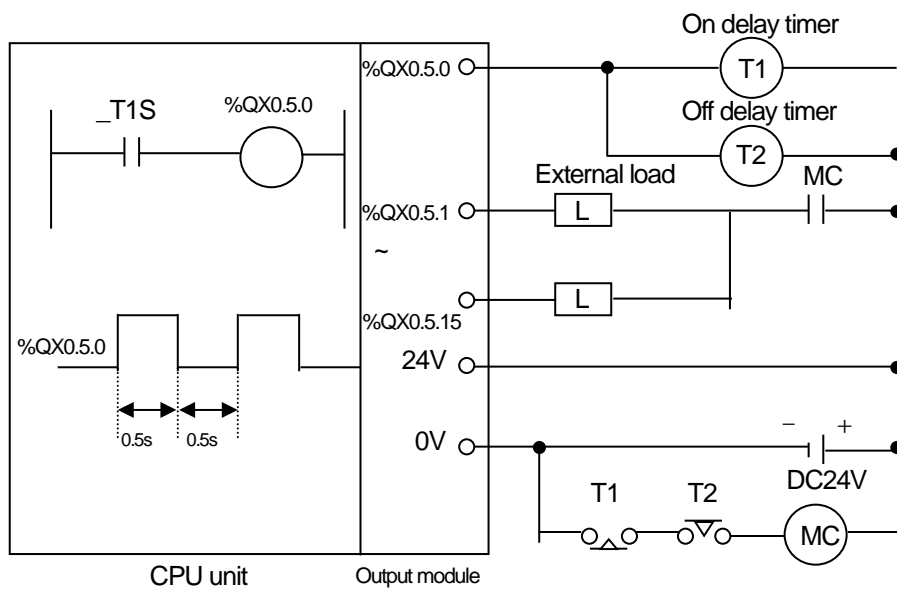 On delay timer
%QX0.5.0
T1
_T1S
%QX0.5.0
Off delay timer
T2
External load
MC
%QX0.5.1
L
~
L
%QX0.5.15
%QX0.5.0
24V
0.5s
0.5s
0V
− +
DC24V
T1
T2
MC
CPU unit
Output module